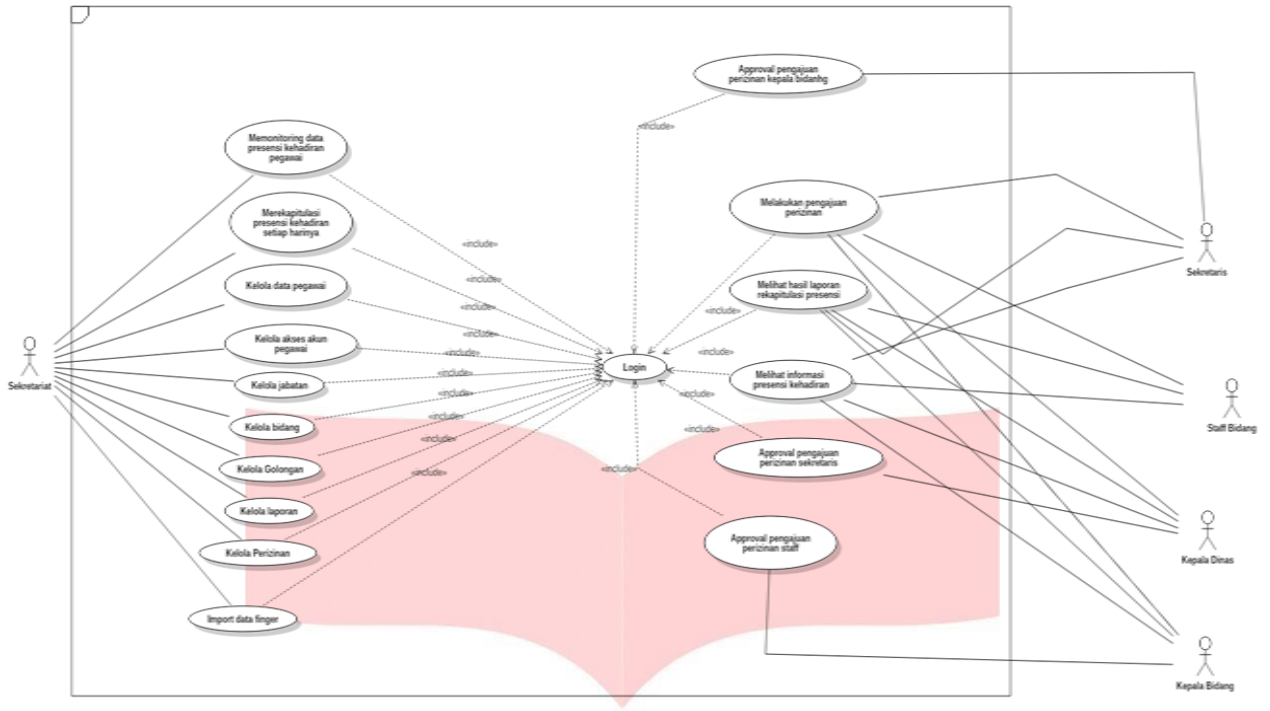 Approval pengajuan
perizinan kepala bidanhg
«include»
Memonitoring data
presensi kehadiran
pegawai
Merekapitulasi
presensi kehadiran
setiap harinya
Kelola data pegawai
Kelola akses akun
pegawai
Kelola jabatan
Kelola bidang
Kelola Golongan
Kelola laporan
Kelola Perizinan
Import data finger
Sekretariat
«include»
«include»
«include»
«include»
«include»
«include»
«include»
«include»
«include»
«include»
Login
Melakukan pengajuan
perizinan
Melihat hasil laporan
rekapitulasi presensi
«include»
«include»
Melihat informasi
presensi kehadiran
«include»
«include»
Approval pengajuan
perizinan sekretaris
«include»
Approval pengajuan
perizinan staff
Sekretaris
Staff Bidang
Kepala Dinas
Kepala Bidang